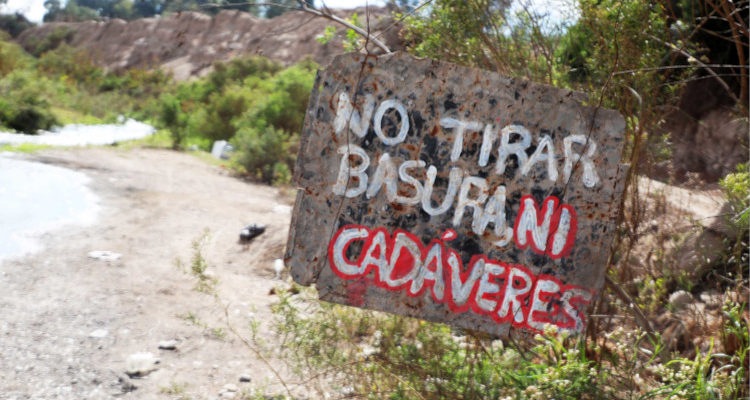 NO TIRAR
BASURA, NI
CADÁVERES